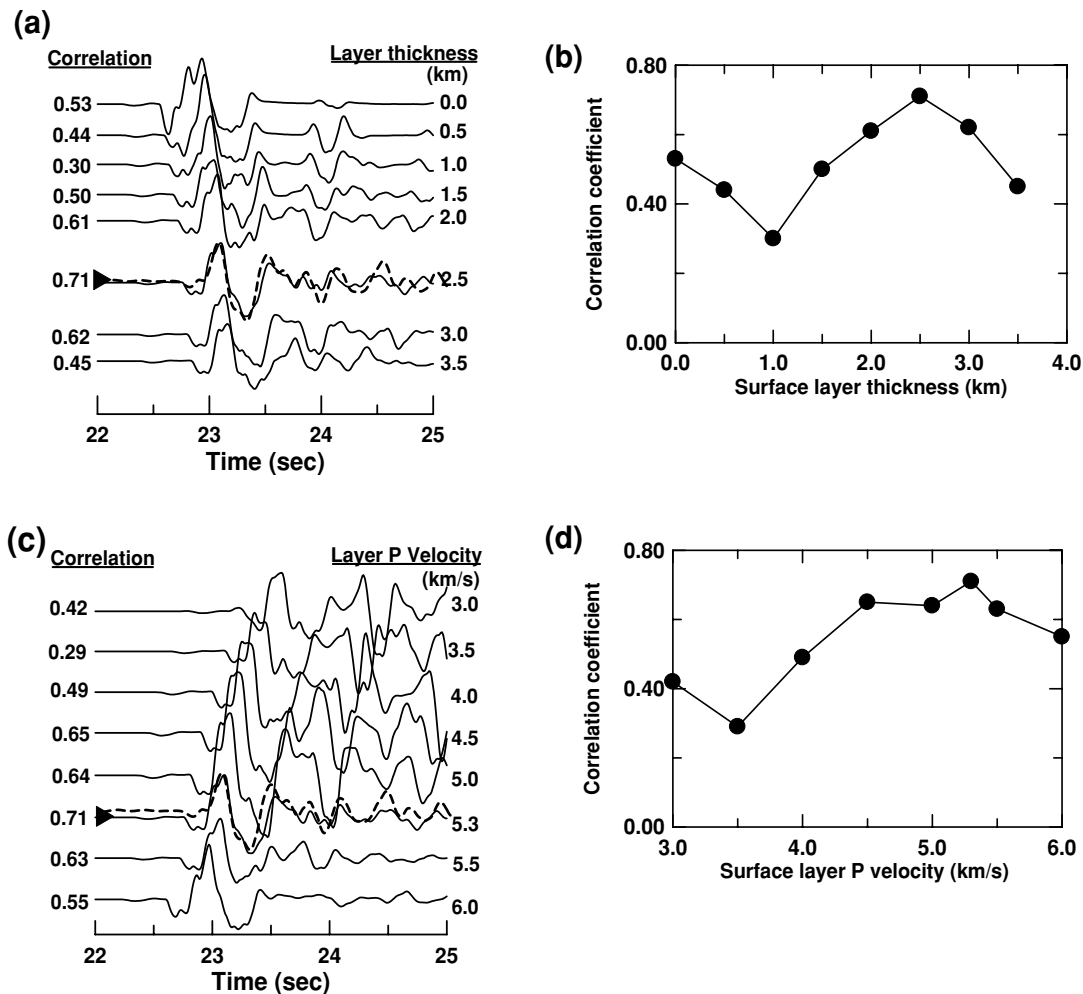 (a)
Correlation Layer thickness
(km)
0.53 0.0
0.44 0.5
0.30 1.0
0.50 1.5
0.61 2.0
0.71 2.5
0.62 3.0
0.45 3.5
22 23 24 25
Time (sec)
(b)
0.80
0.40
0.00
Correlation coefficient
0.0 1.0 2.0 3.0 4.0
Surface layer thickness (km)
(c)
Correlation Layer P Velocity
(km/s)
0.42 3.0
0.29 3.5
0.49 4.0
0.65 4.5
0.64 5.0
0.71 5.3
0.63 5.5
0.55 6.0
22 23 24 25
Time (sec)
(d)
0.80
0.40
0.00
Correlation coefficient
3.0 4.0 5.0 6.0
Surface layer P velocity (km/s)